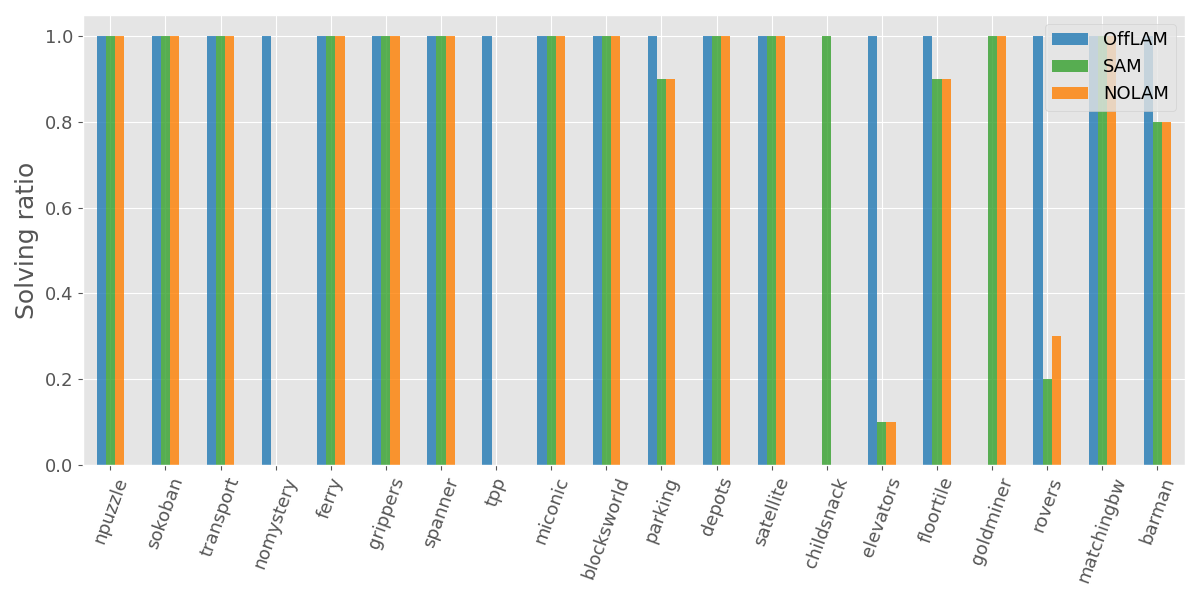 Solving ratio
1.0
0.8
0.6
0.4
0.2
0.0
OffLAM
SAM
NOLAM
npuzzle
sokoban
transport
nomystery
ferry
grippers
spanner
tpp
miconic
blocksworld
parking
depots
satellite
childsnack
elevators
floortile
goldminer
rovers
matchingbw
barman